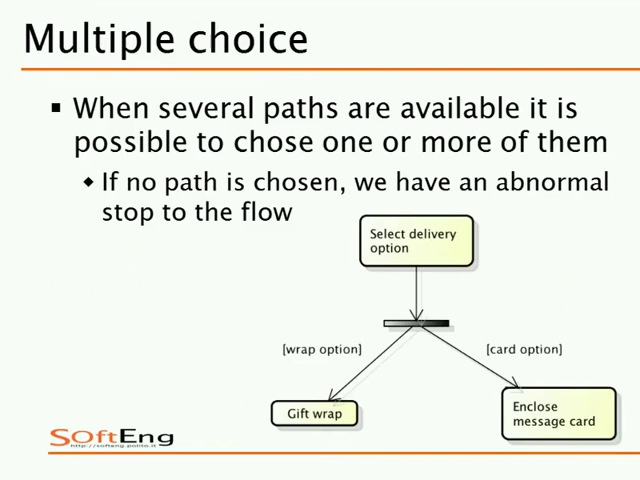 Multiple choice
When several paths are available it is
possible to chose one or more of them
If no path is chosen, we have an abnormal
stop to the flow
Select delivery
option
[wrap option]
[card option]
Gift wrap
Enclose
message card
SOftEng
http://softeng.polito.it